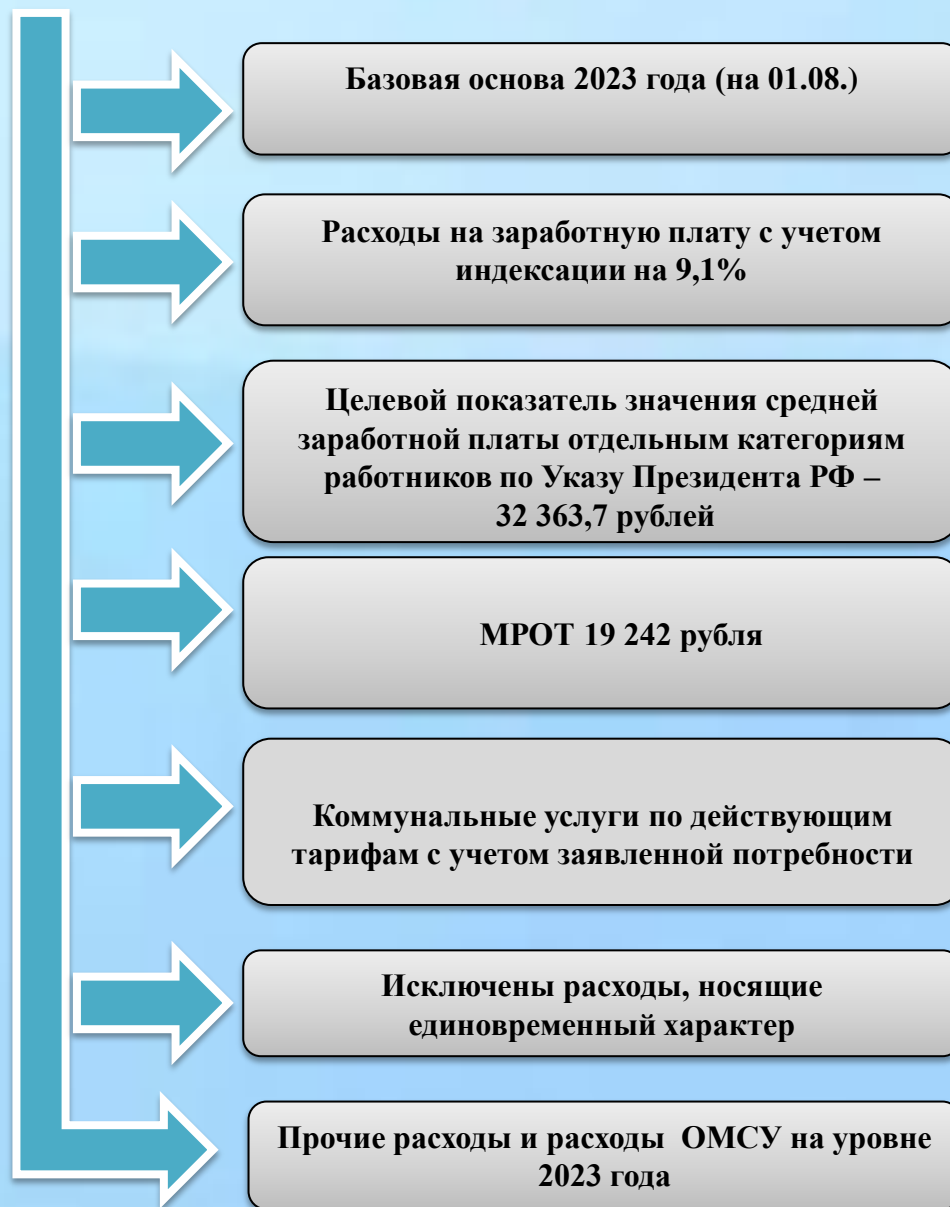 Базовая основа 2023 года (на 01.08.)
Расходы на заработную плату с учетом
индексации на 9,1%
Целевой показатель значения средней
заработной платы отдельным категориям
работников по Указу Президента РФ –
32 363,7 рублей
МРОТ 19 242 рубля
Коммунальные услуги по действующим
тарифам с учетом заявленной потребности
Исключены расходы, носящие
единовременный характер
Прочие расходы и расходы ОМСУ на уровне
2023 года